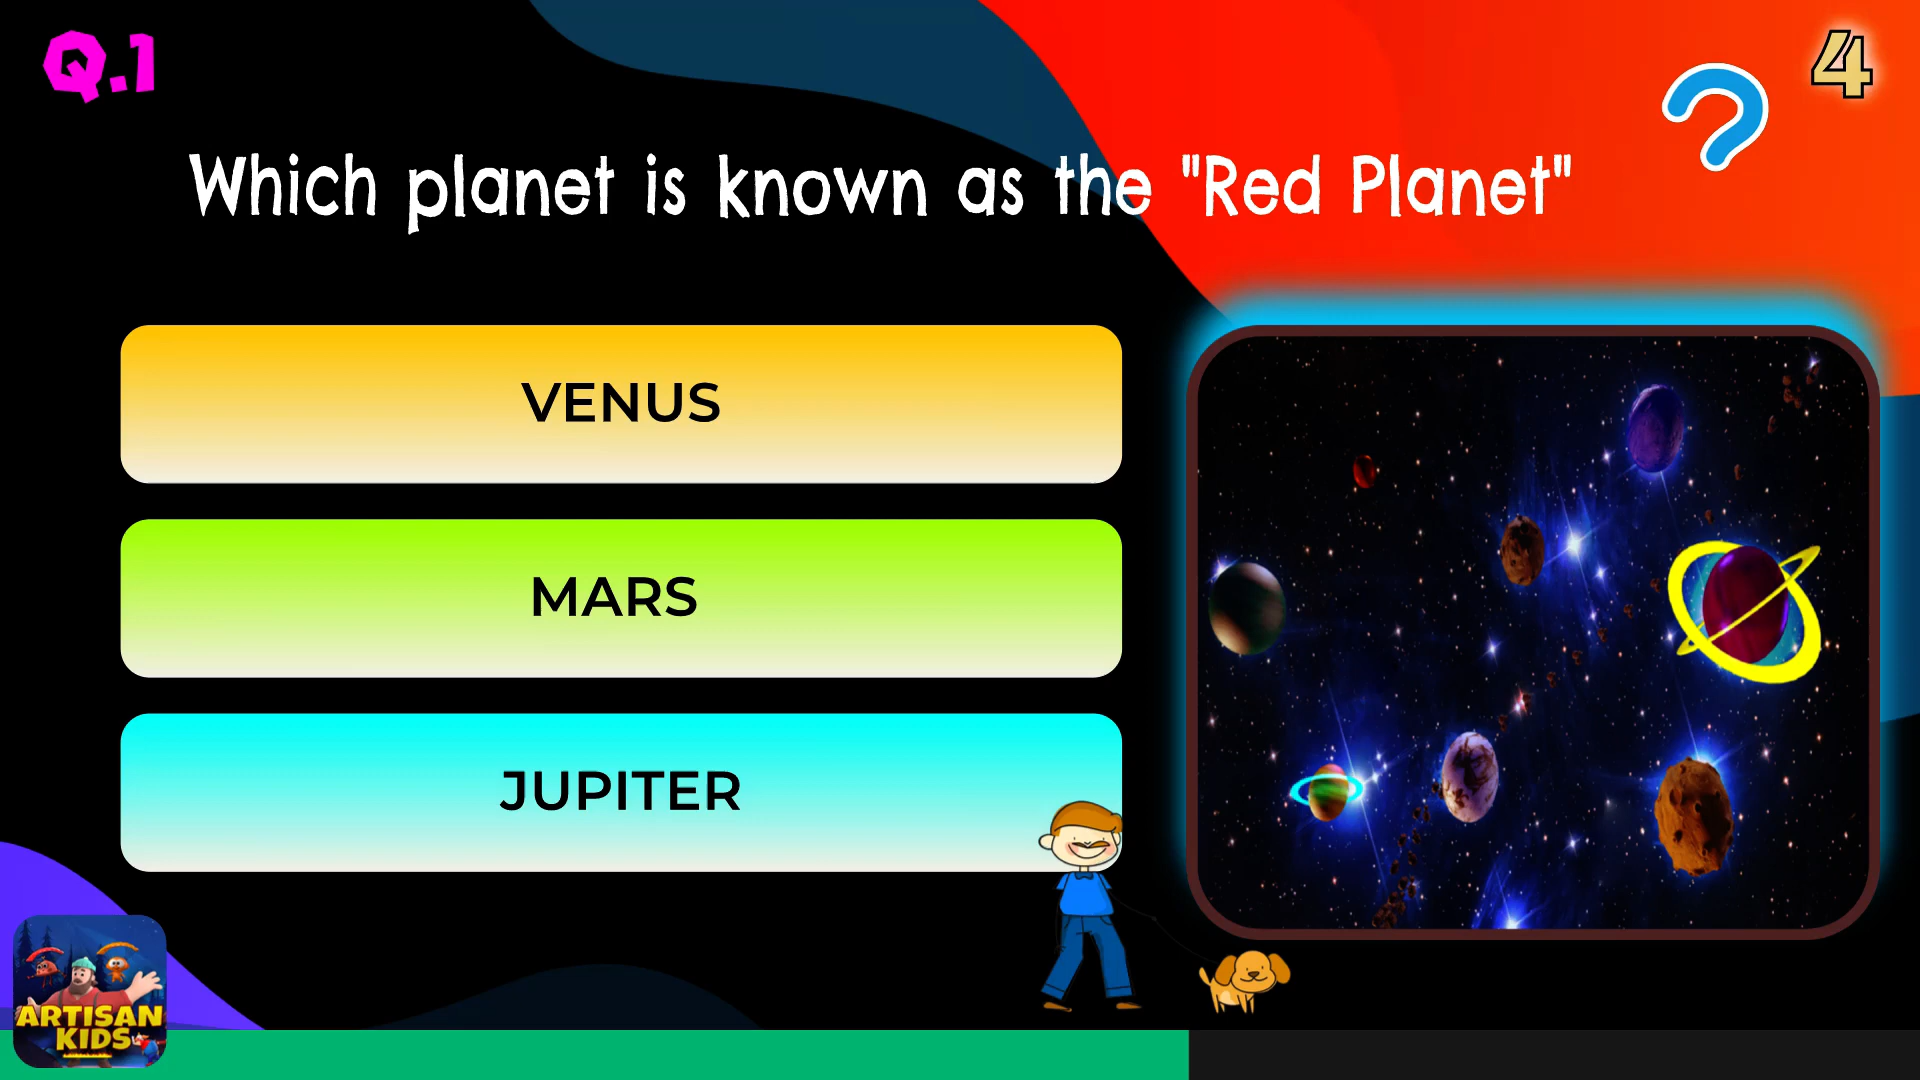 Q.1
4
?
Which planet is known as the "Red Planet"
VENUS
MARS
JUPITER
ARTISAN
KIDS